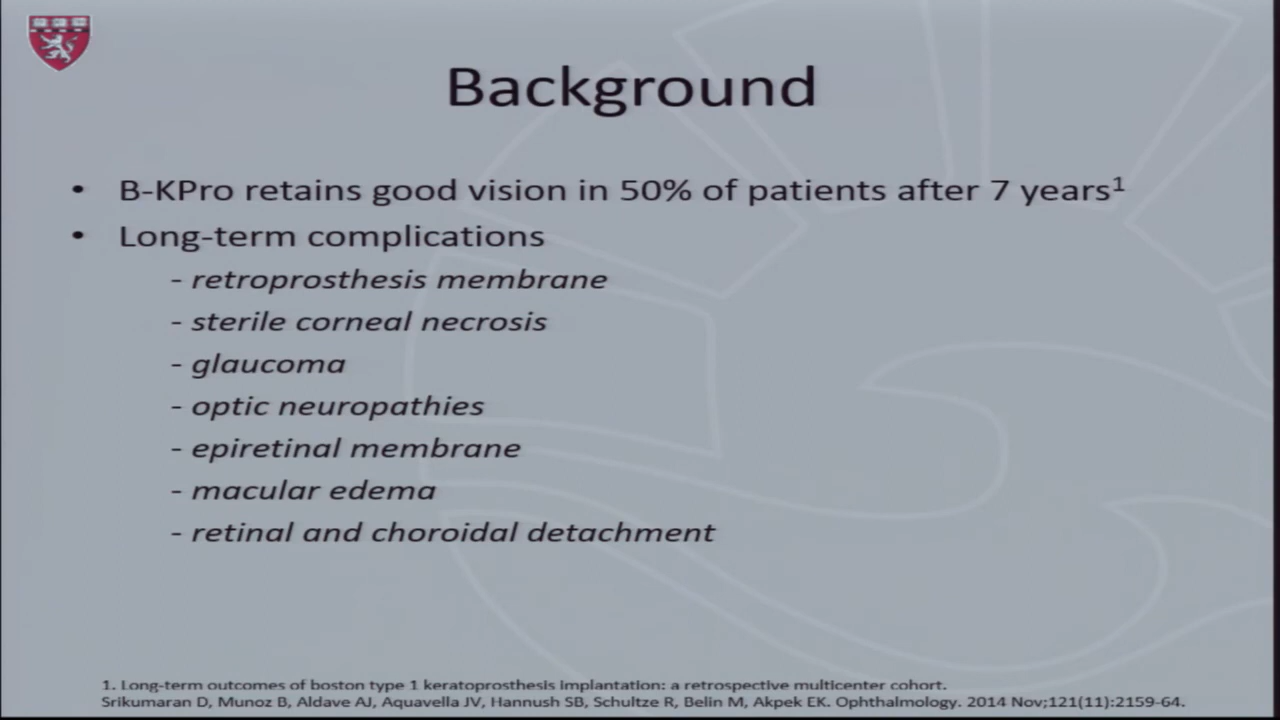 Background
• B-KPro retains good vision in 50% of patients after 7 years¹
• Long-term complications
- retroprosthesis membrane
- sterile corneal necrosis
- glaucoma
- optic neuropathies
- epiretinal membrane
- macular edema
- retinal and choroidal detachment
1. Long-term outcomes of boston type 1 keratoprosthesis implantation: a retrospective multicenter cohort.
Srikumaran D, Munoz B, Aldave AJ, Aquavella JV, Hannush SB, Schultze R, Belin M, Akpek EK. Ophthalmology. 2014 Nov;121(11):2159-64.